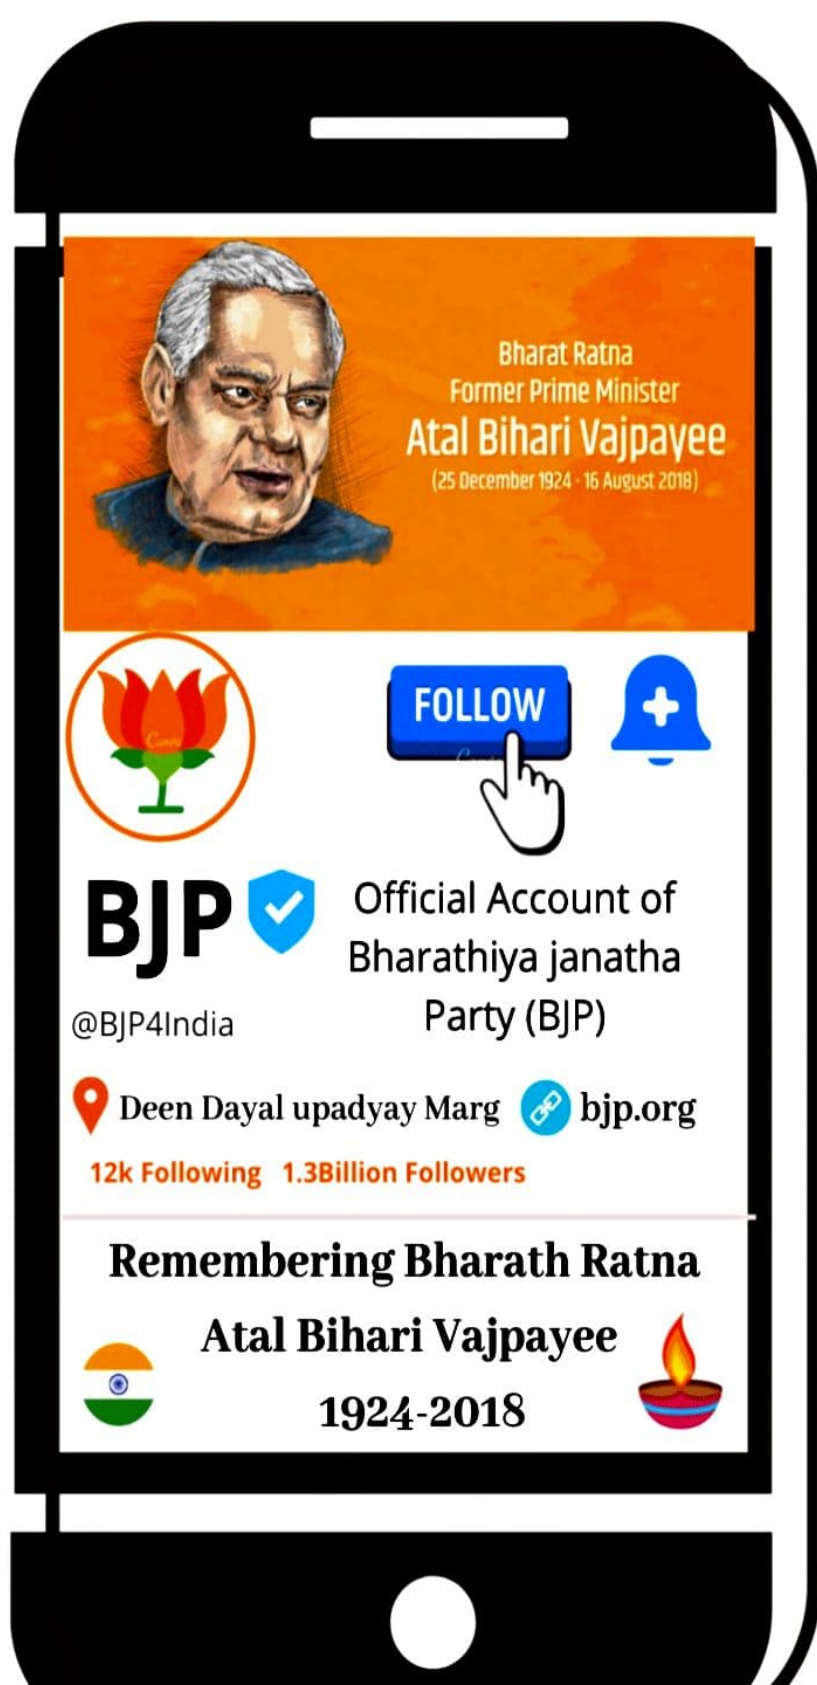 Bharat Ratna
Former Prime Minister
Atal Bihari Vajpayee
(25 December 1924 - 16 August 2018)
Canva
FOLLOW
BJP
Official Account of
Bharathiya janatha
Party (BJP)
@BJP4India
Deen Dayal upadyay Marg
bjp.org
12k Following 1.3Billion Followers
Remembering Bharath Ratna
Atal Bihari Vajpayee
1924-2018